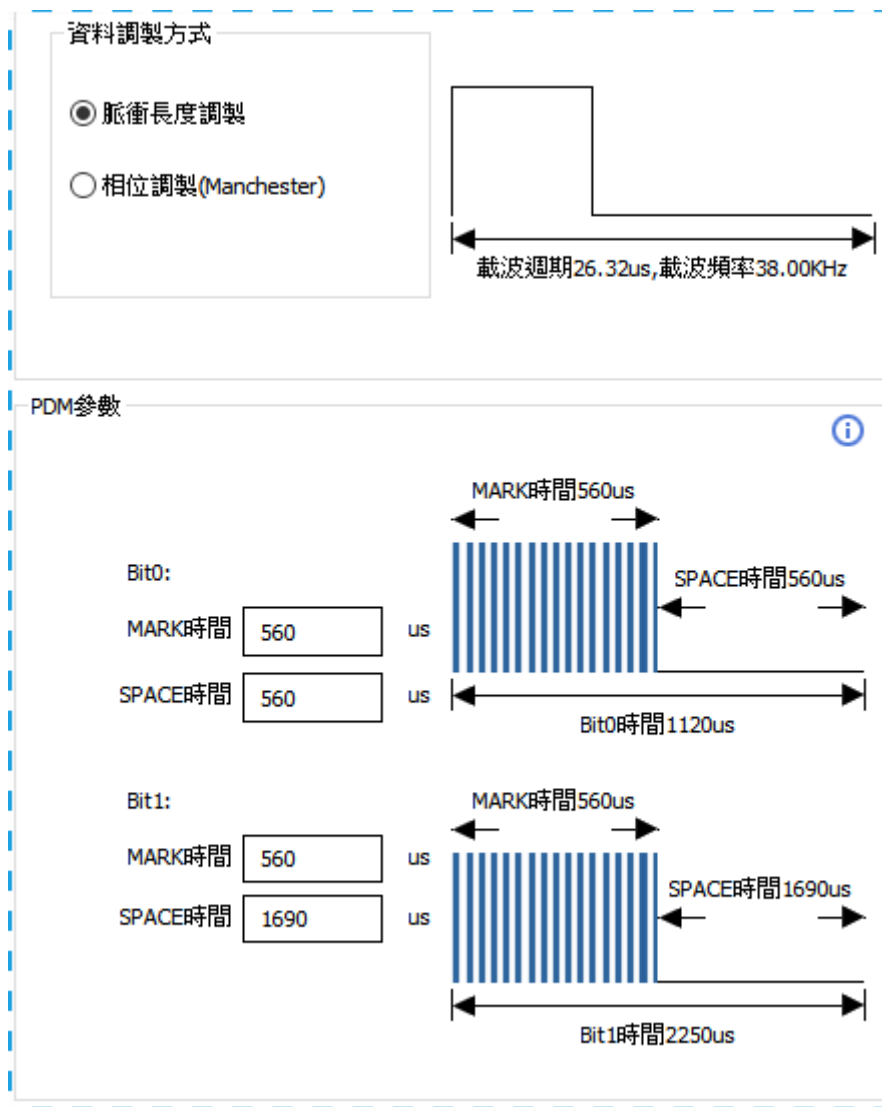 資料調製方式
脈衝長度調製
相位調製(Manchester)
載波週期26.32us,載波頻率38.00KHz
PDM參數
MARK時間560us
Bit0:
SPACE時間560us
MARK時間 560 us
SPACE時間 560 us
Bit0時間1120us
Bit1:
MARK時間560us
MARK時間 560 us
SPACE時間1690us
SPACE時間 1690 us
Bit1時間2250us